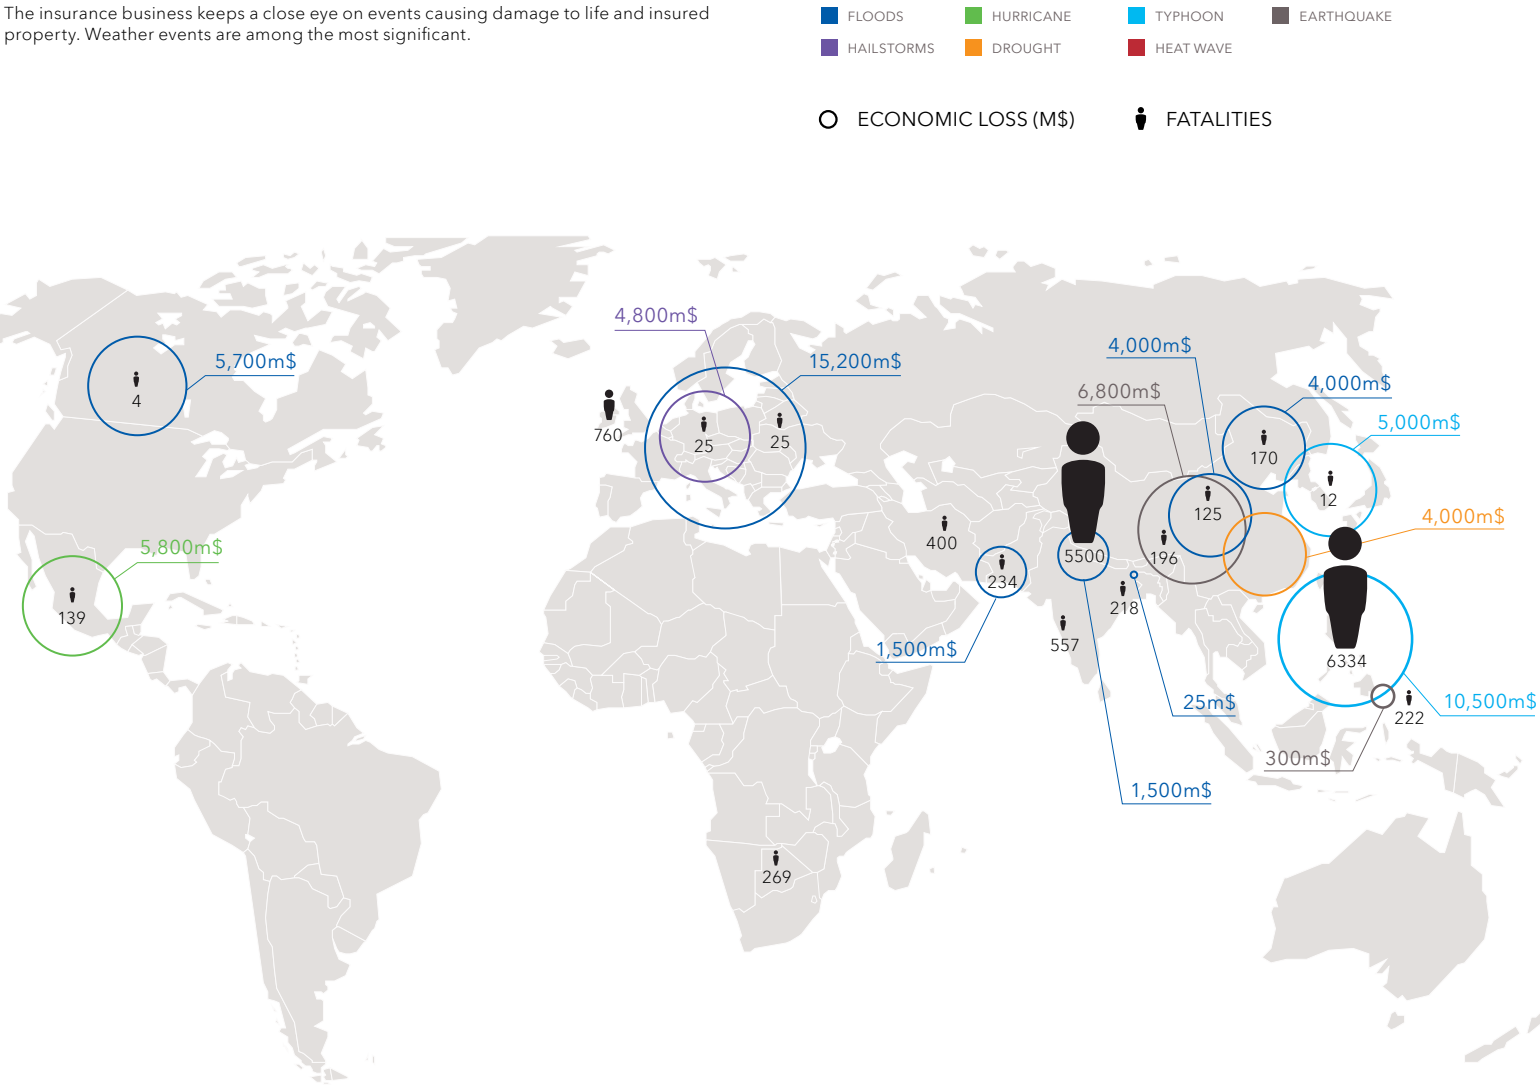 The insurance business keeps a close eye on events causing damage to life and insured
property. Weather events are among the most significant.
FLOODS
HURRICANE
TYPHOON
EARTHQUAKE
HAILSTORMS
DROUGHT
HEAT WAVE
ECONOMIC LOSS (M$)
FATALITIES
4,800m$
5,700m$
15,200m$
4,000m$
6,800m$
4,000m$
5,000m$
4
760
25
25
170
12
125
4,000m$
5,800m$
400
5500
196
234
139
218
557
1,500m$
6334
25m$
10,500m$
222
300m$
1,500m$
269